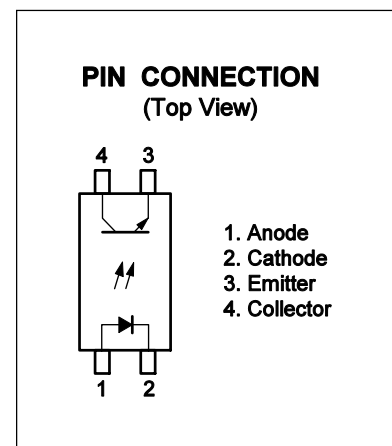 PIN CONNECTION
(Top View)
4 3
1. Anode
2. Cathode
3. Emitter
4. Collector
1 2